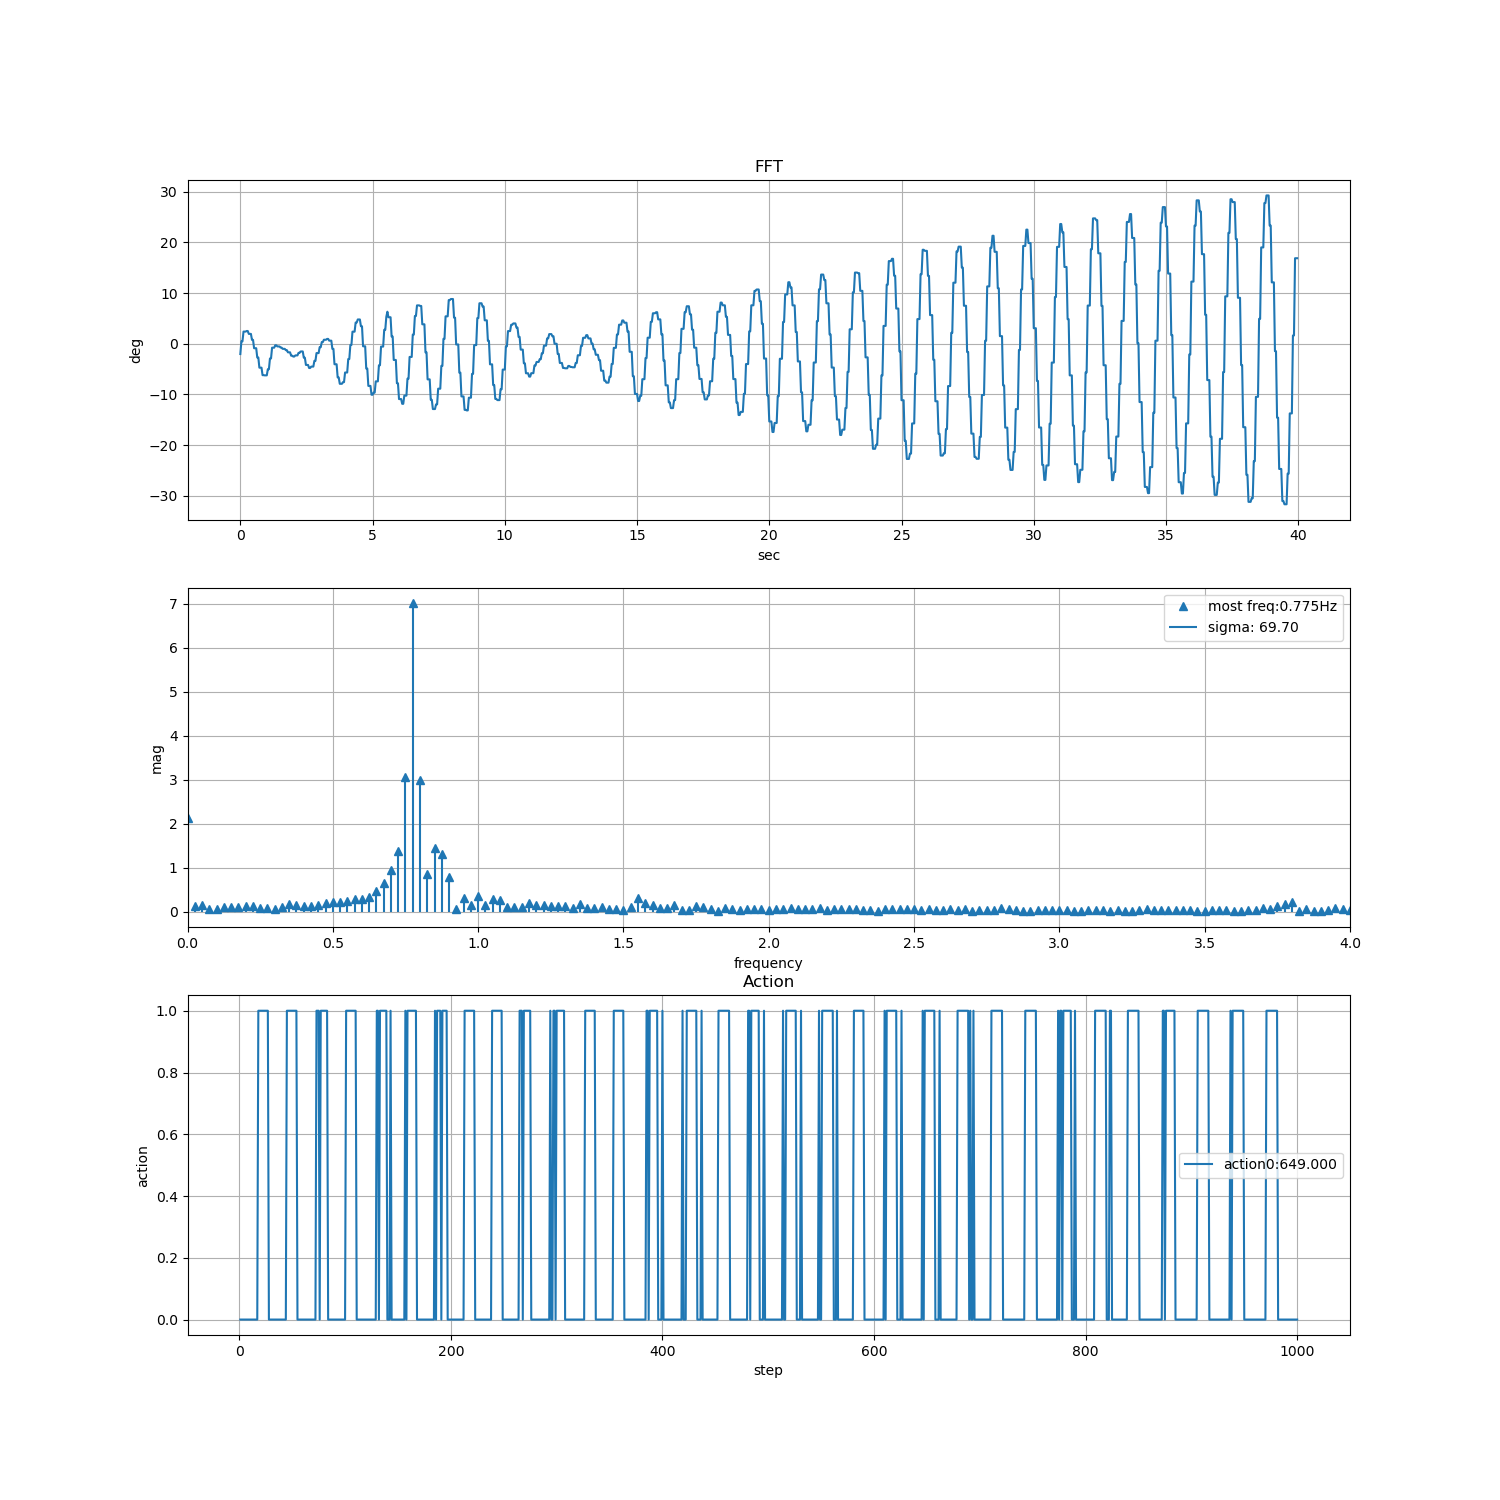 FFT
30
20
10
0
−10
−20
−30
deg
0 5 10 15 20 25 30 35 40
sec
7
6
5
4
3
2
1
0
mag
most freq:0.775Hz
sigma: 69.70
0.0 0.5 1.0 1.5 2.0 2.5 3.0 3.5 4.0
frequency
Action
1.0
0.8
0.6
0.4
0.2
0.0
action
action0:649.000
0 200 400 600 800 1000
step